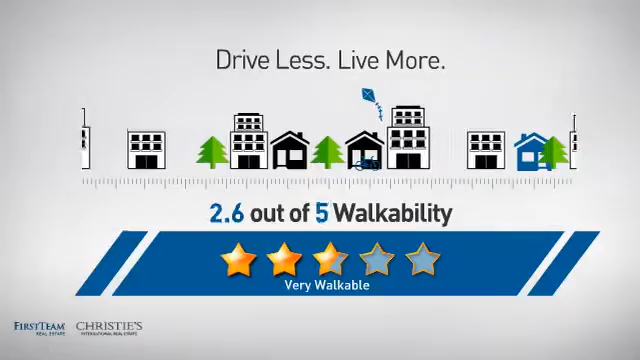 Drive Less. Live More.
2.6 out of 5 Walkability
Very Walkable
FIRSTTEAM
REAL ESTATE
CHRISTIE'S
INTERNATIONAL REAL ESTATE